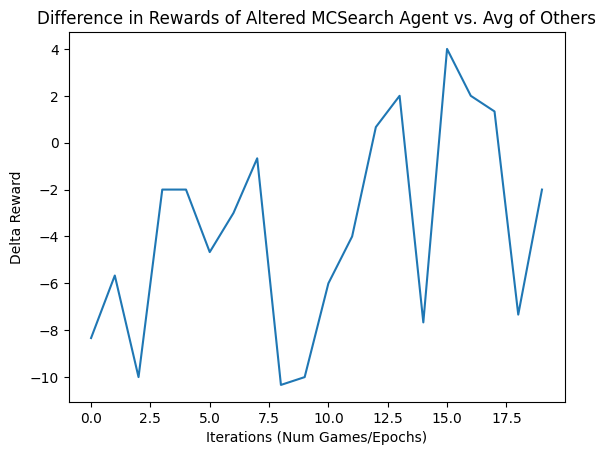 Difference in Rewards of Altered MCSearch Agent vs. Avg of Others
4
2
0
−2
−4
−6
−8
−10
Delta Reward
0.0 2.5 5.0 7.5 10.0 12.5 15.0 17.5
Iterations (Num Games/Epochs)